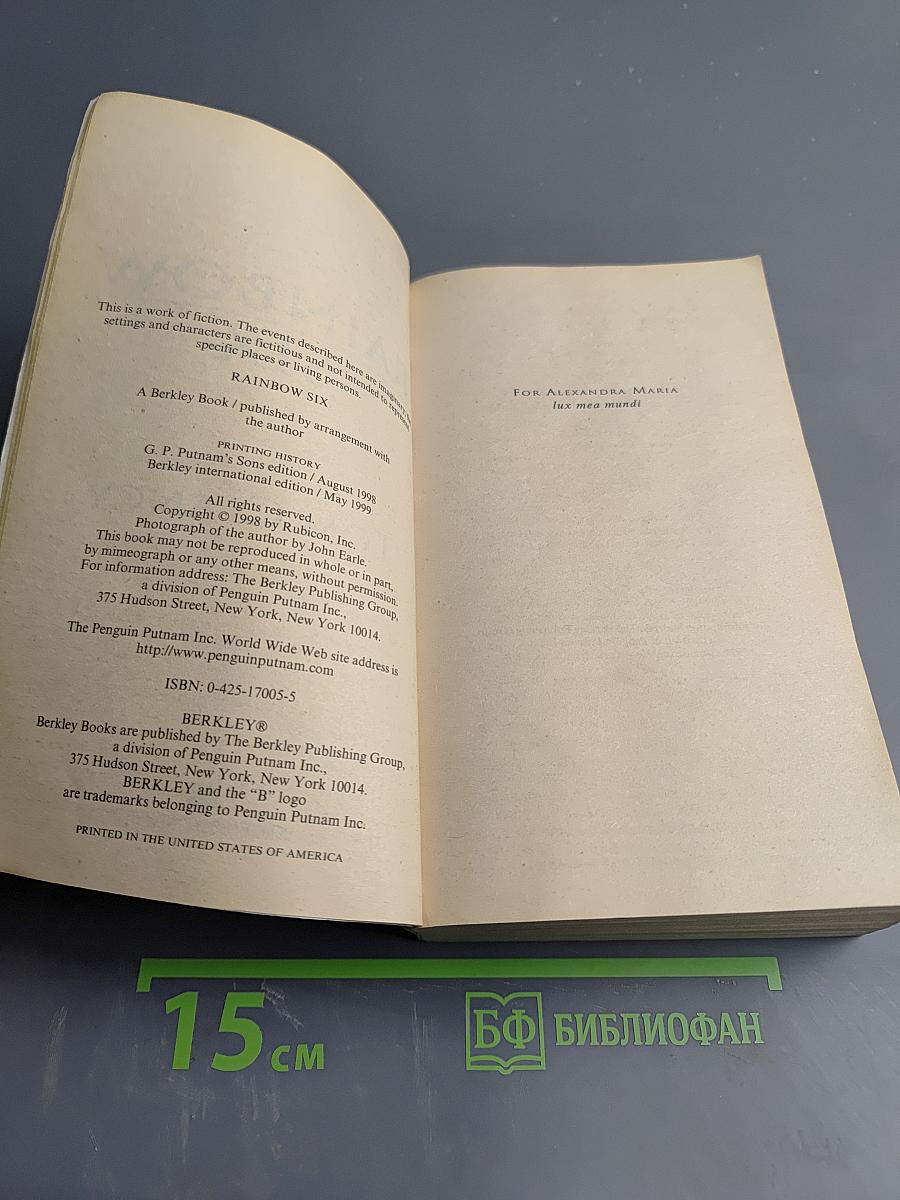 This is a work of fiction. The events described here are imaginary; the
settings and characters are fictitious and not intended to represent
specific places or living persons.
RAINBOW SIX
A Berkley Book / published by arrangement with
the author
PRINTING HISTORY
G. P. Putnam's Sons edition / August 1998
Berkley international edition / May 1999
All rights reserved.
Copyright © 1998 by Rubicon, Inc.
Photograph of the author by John Earle.
This book may not be reproduced in whole or in part,
by mimeograph or any other means, without permission.
For information address: The Berkley Publishing Group,
a division of Penguin Putnam Inc.,
375 Hudson Street, New York, New York 10014.
The Penguin Putnam Inc. World Wide Web site address is
http://www.penguinputnam.com
ISBN: 0-425-17005-5
BERKLEY®
Berkley Books are published by The Berkley Publishing Group,
a division of Penguin Putnam Inc.,
375 Hudson Street, New York, New York 10014.
BERKLEY and the “B” logo
are trademarks belonging to Penguin Putnam Inc.
PRINTED IN THE UNITED STATES OF AMERICA
FOR ALEXANDRA MARIA
lux mea mundi
15 см
БФ БИБЛИОФАН